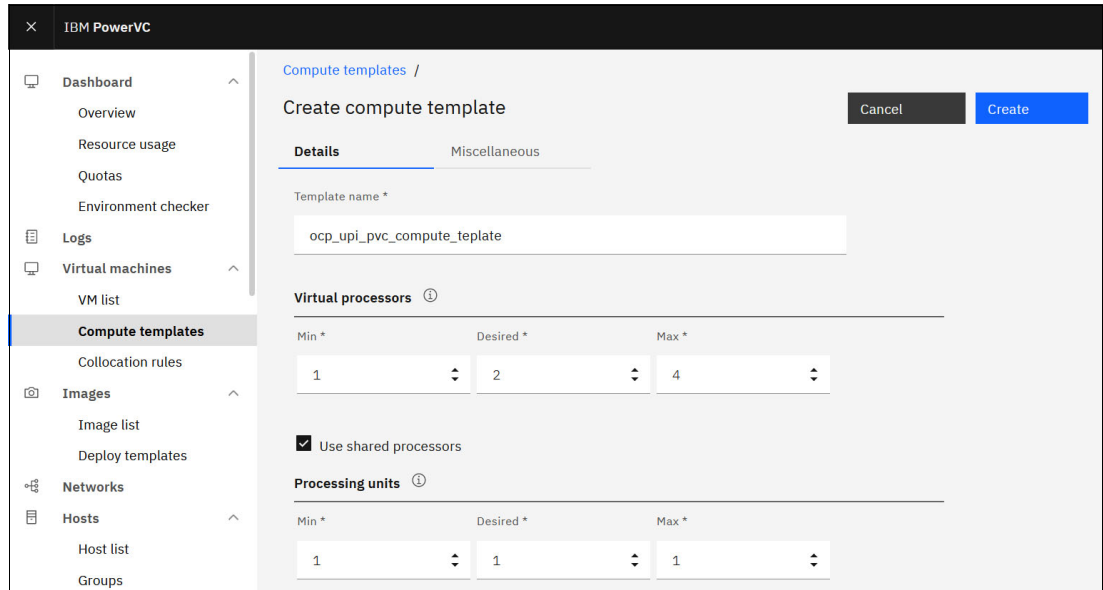 IBM PowerVC
Dashboard
Overview
Resource usage
Quotas
Environment checker
Logs
Virtual machines
VM list
Compute templates
Collocation rules
Images
Image list
Deploy templates
Networks
Hosts
Host list
Groups
Compute templates /
Create compute template
Cancel
Create
Details
Miscellaneous
Template name *
ocp_upi_pvc_compute_teplate
Virtual processors
Min * Desired * Max *
1 2 4
Use shared processors
Processing units
Min * Desired * Max *
1 1 1